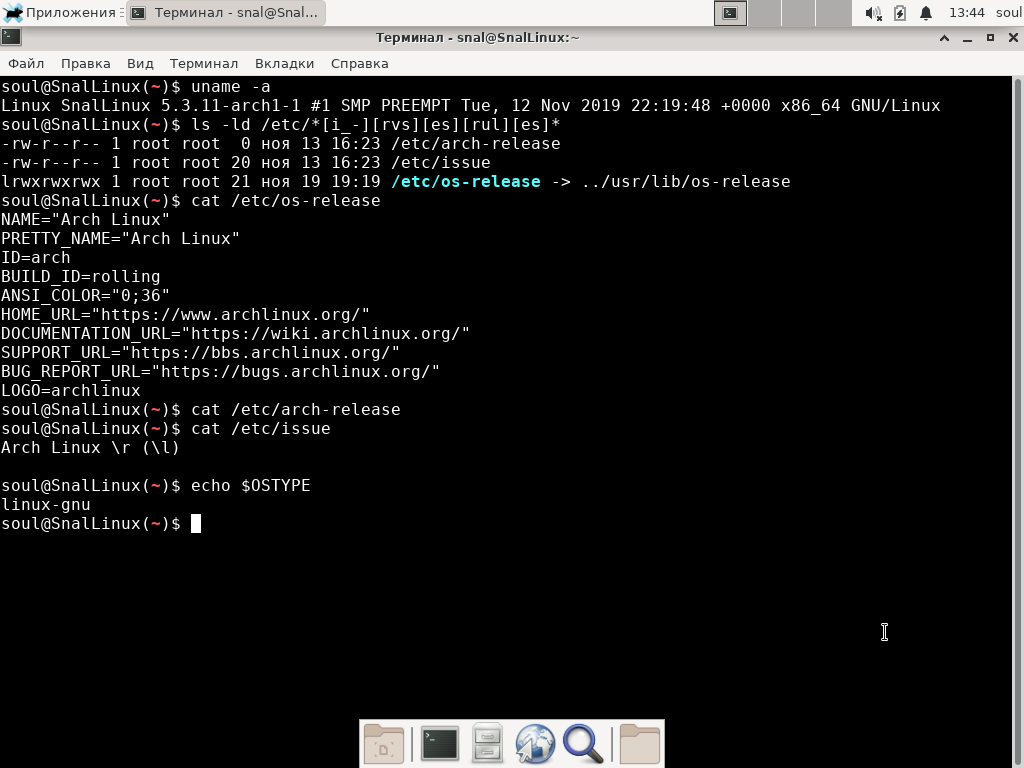 Приложения
Терминал - snal@Snal...
13:44
soul
Терминал - snal@SnalLinux:~
Файл Правка Вид Терминал Вкладки Справка
soul@SnalLinux(~)$ uname -a
Linux SnalLinux 5.3.11-arch1-1 #1 SMP PREEMPT Tue, 12 Nov 2019 22:19:48 +0000 x86_64 GNU/Linux
soul@SnalLinux(~)$ ls -ld /etc/*[i_-][rvs][es][rul][es]*
-rw-r--r-- 1 root root  0 ноя 13 16:23 /etc/arch-release
-rw-r--r-- 1 root root 20 ноя 13 16:23 /etc/issue
lrwxrwxrwx 1 root root 21 ноя 19 19:19 /etc/os-release -> ../usr/lib/os-release
soul@SnalLinux(~)$ cat /etc/os-release
NAME="Arch Linux"
PRETTY_NAME="Arch Linux"
ID=arch
BUILD_ID=rolling
ANSI_COLOR="0;36"
HOME_URL="https://www.archlinux.org/"
DOCUMENTATION_URL="https://wiki.archlinux.org/"
SUPPORT_URL="https://bbs.archlinux.org/"
BUG_REPORT_URL="https://bugs.archlinux.org/"
LOGO=archlinux
soul@SnalLinux(~)$ cat /etc/arch-release
soul@SnalLinux(~)$ cat /etc/issue
Arch Linux \r (\l)
soul@SnalLinux(~)$ echo $OSTYPE
linux-gnu
soul@SnalLinux(~)$